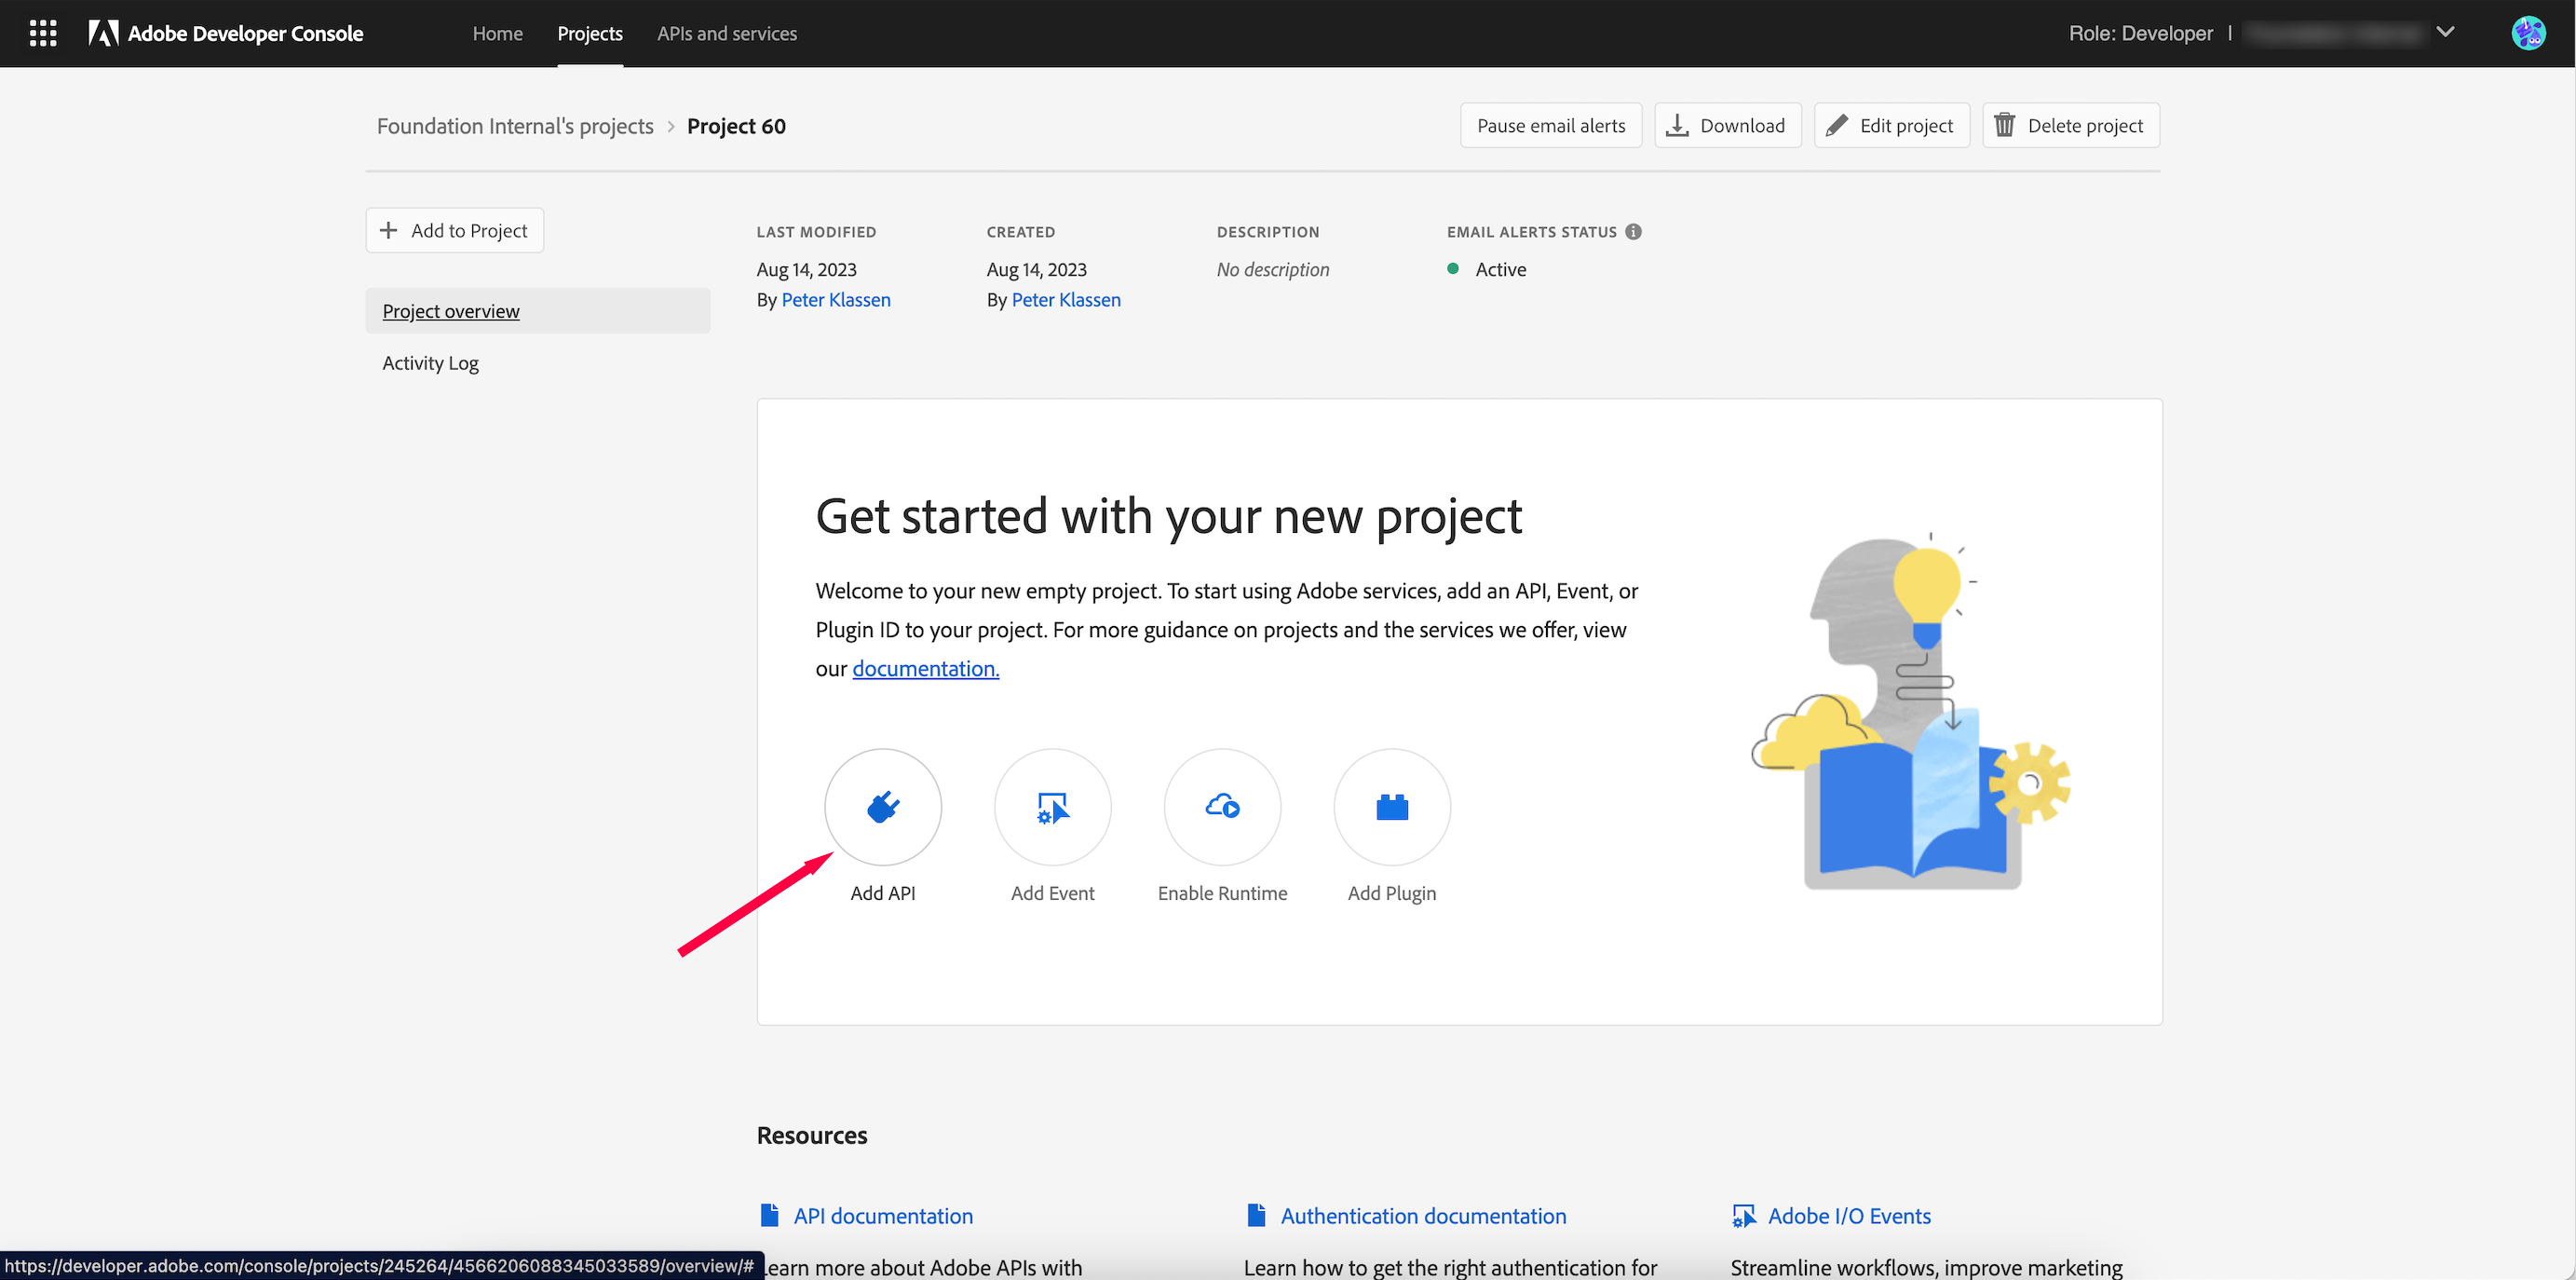 Adobe Developer Console
Home
Projects
APIs and services
Role: Developer |
Foundation Internal's projects > Project 60
Pause email alerts
Download
Edit project
Delete project
+ Add to Project
Project overview
Activity Log
LAST MODIFIED
Aug 14, 2023
By Peter Klassen
CREATED
Aug 14, 2023
By Peter Klassen
DESCRIPTION
No description
EMAIL ALERTS STATUS
Active
Get started with your new project
Welcome to your new empty project. To start using Adobe services, add an API, Event, or
Plugin ID to your project. For more guidance on projects and the services we offer, view
our documentation.
Add API
Add Event
Enable Runtime
Add Plugin
Resources
API documentation
Learn more about Adobe APIs with
Authentication documentation
Learn how to get the right authentication for
Adobe I/O Events
Streamline workflows, improve marketing
https://developer.adobe.com/console/projects/245264/4566206088345033589/overview/#